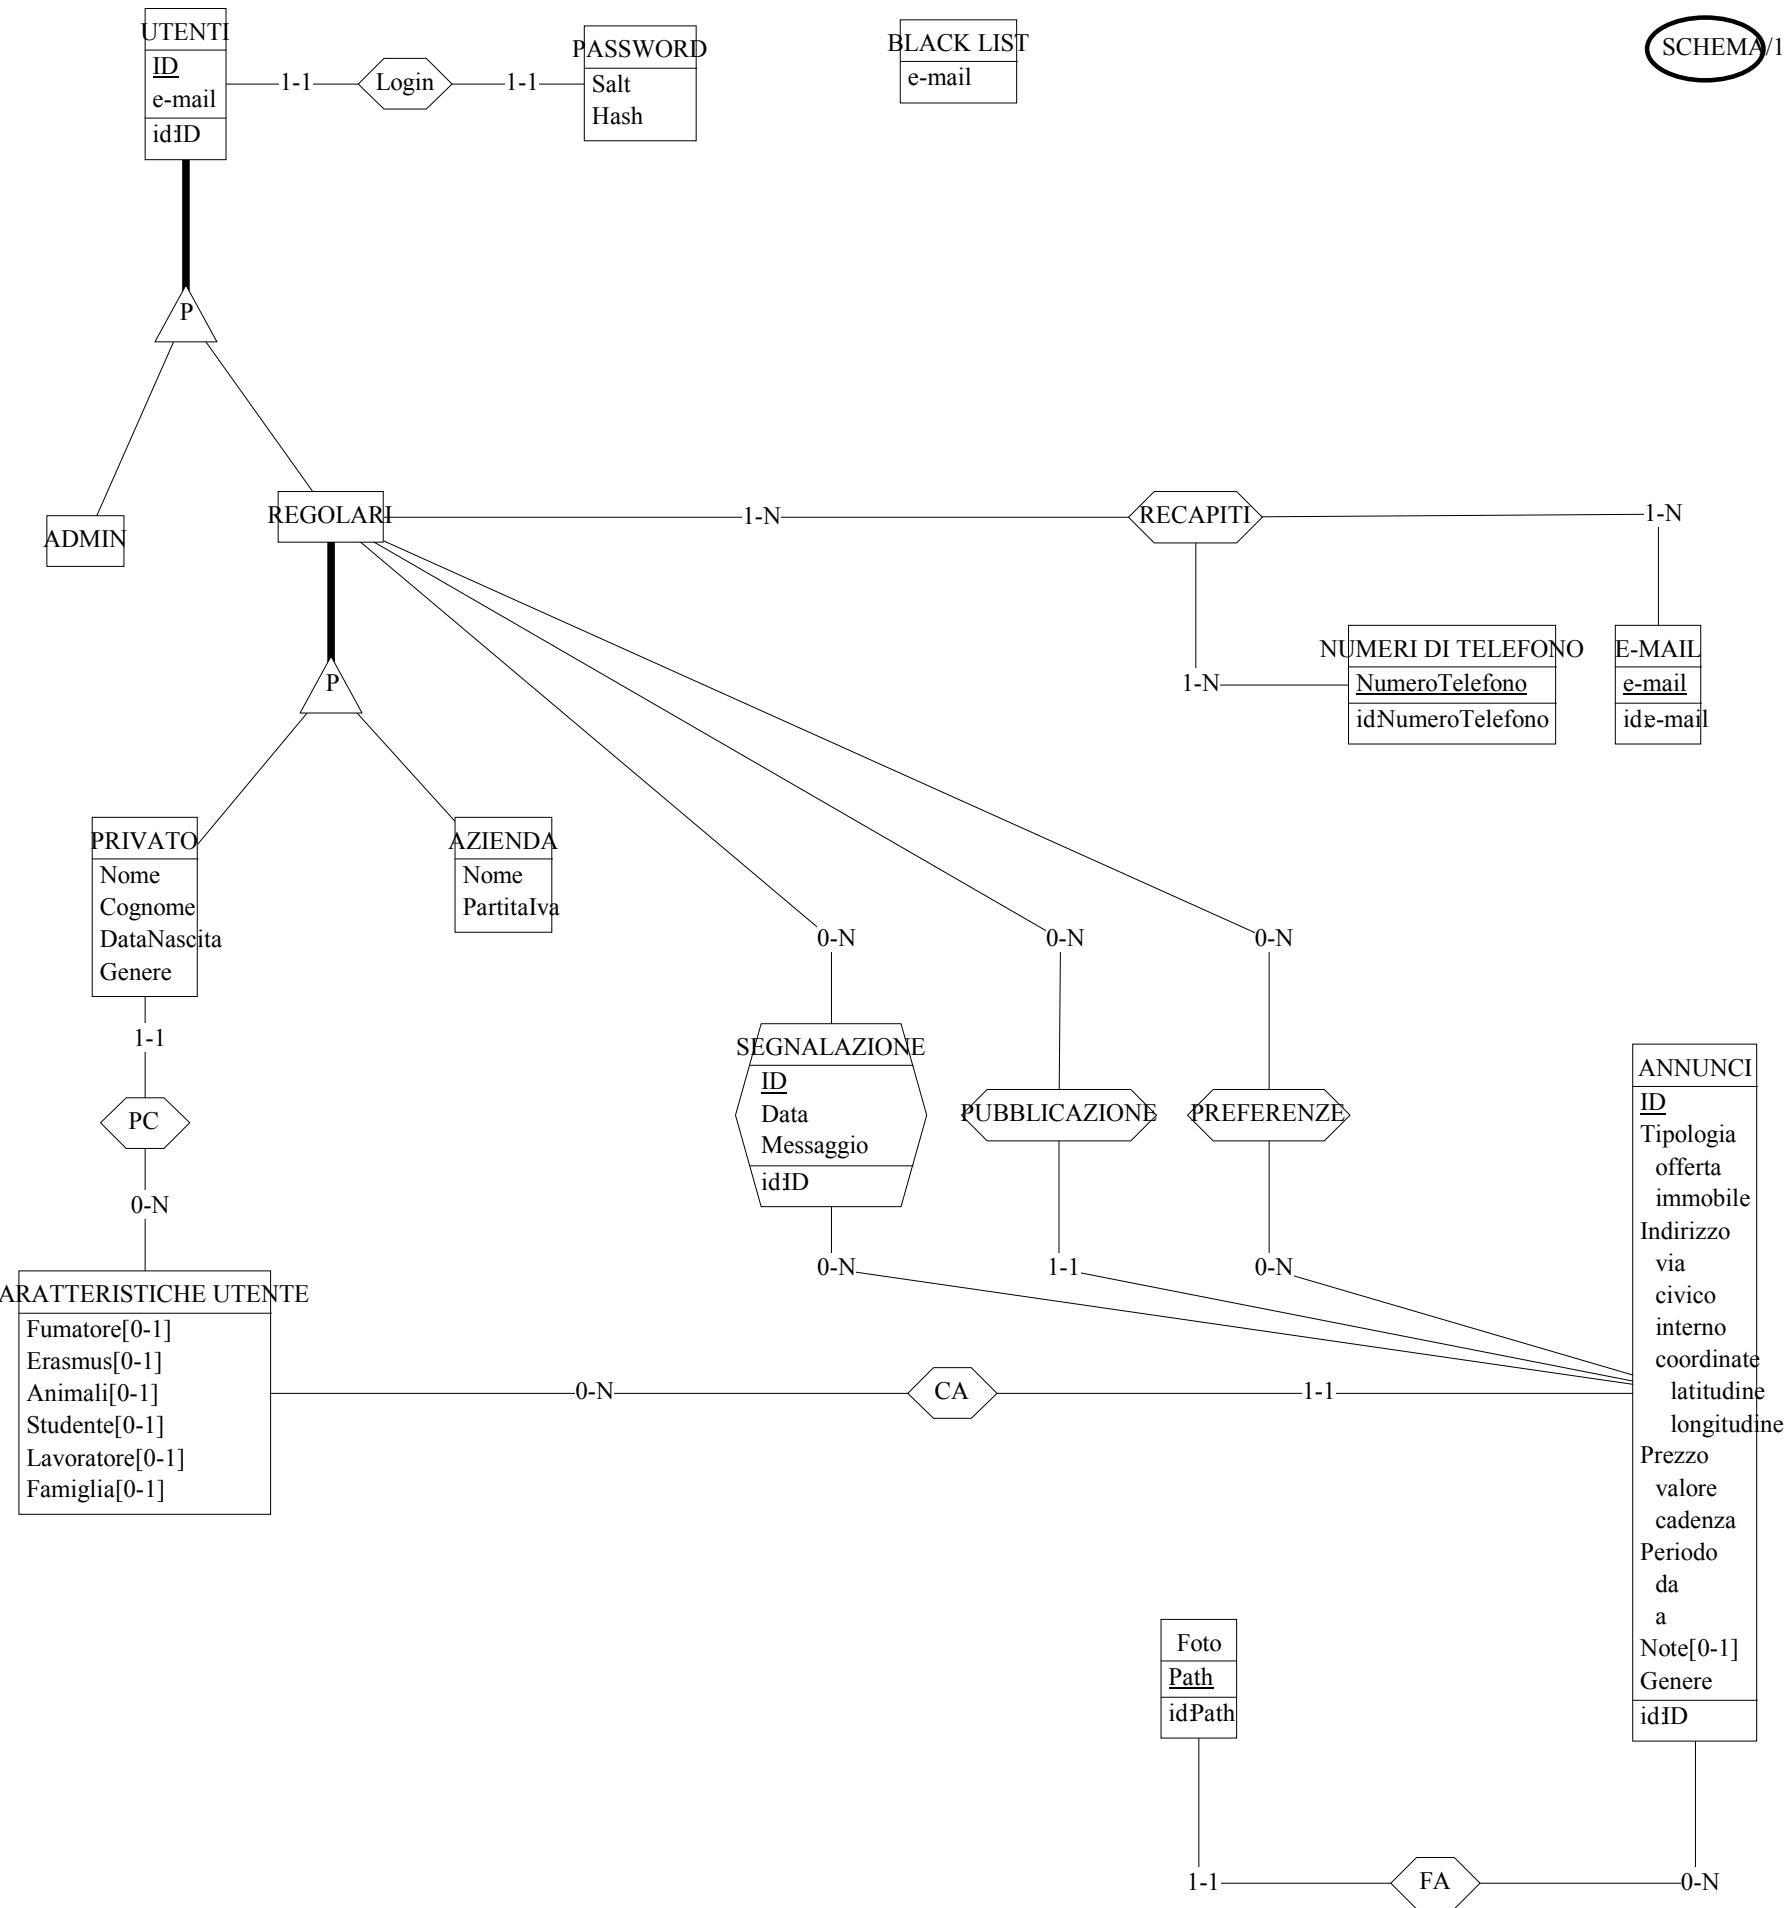 UTENTI
ID
e-mail
id:ID
1-1
Login
1-1
PASSWORD
Salt
Hash
BLACK LIST
e-mail
SCHEMA/1
P
ADMIN
REGOLARI
1-N
RECAPITI
1-N
1-N
NUMERI DI TELEFONO
NumeroTelefono
id:NumeroTelefono
E-MAIL
e-mail
id:e-mail
P
PRIVATO
Nome
Cognome
DataNascita
Genere
AZIENDA
Nome
PartitaIva
0-N
0-N
0-N
1-1
PC
0-N
SEGNALAZIONE
ID
Data
Messaggio
id:ID
PUBBLICAZIONE
PREFERENZE
0-N
1-1
0-N
ARATTERISTICHE UTENTE
Fumatore[0-1]
Erasmus[0-1]
Animali[0-1]
Studente[0-1]
Lavoratore[0-1]
Famiglia[0-1]
0-N
CA
1-1
ANNUNCI
ID
Tipologia
offerta
immobile
Indirizzo
via
civico
interno
coordinate
latitudine
longitudine
Prezzo
valore
cadenza
Periodo
da
a
Note[0-1]
Genere
id:ID
Foto
Path
id:Path
1-1
FA
0-N